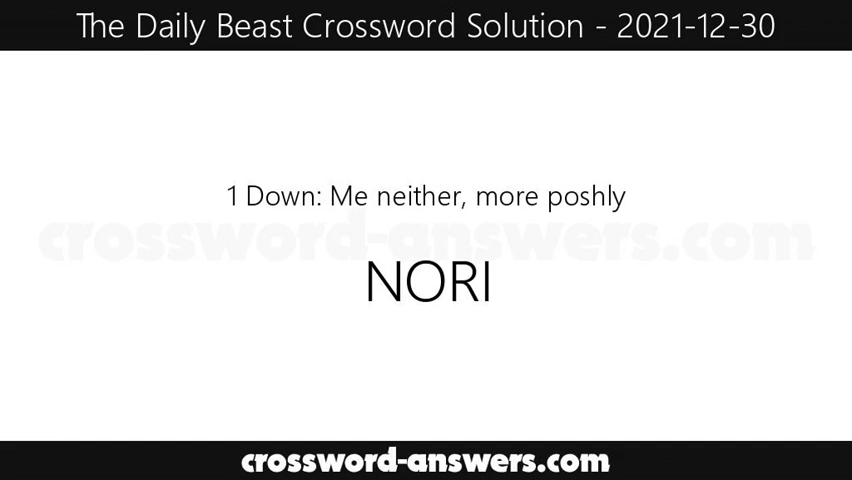 The Daily Beast Crossword Solution - 2021-12-30
1 Down: Me neither, more poshly
crossword-answers.com
NORI
crossword-answers.com